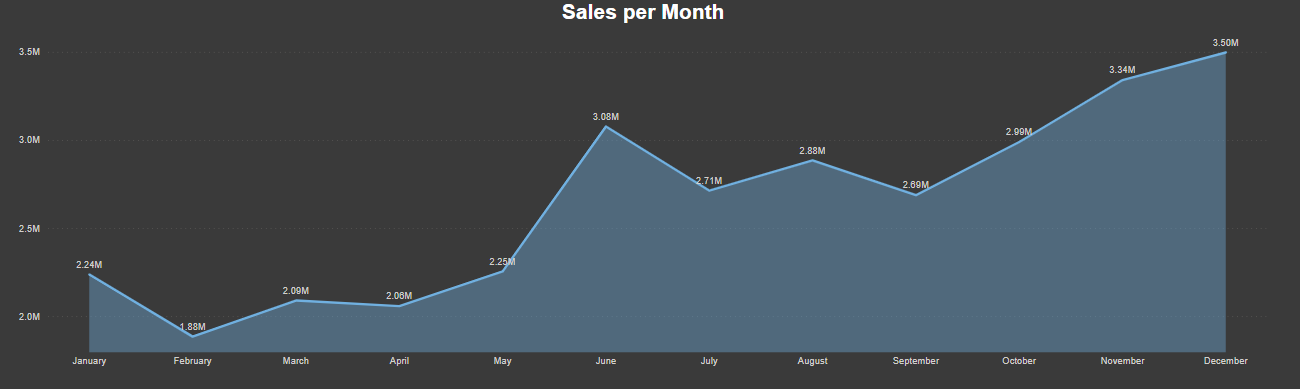 Sales per Month
3.5M
3.0M
2.5M
2.0M
2.24M
1.88M
2.09M
2.06M
2.25M
3.08M
2.71M
2.88M
2.69M
2.99M
3.34M
3.50M
January February March April May June July August September October November December